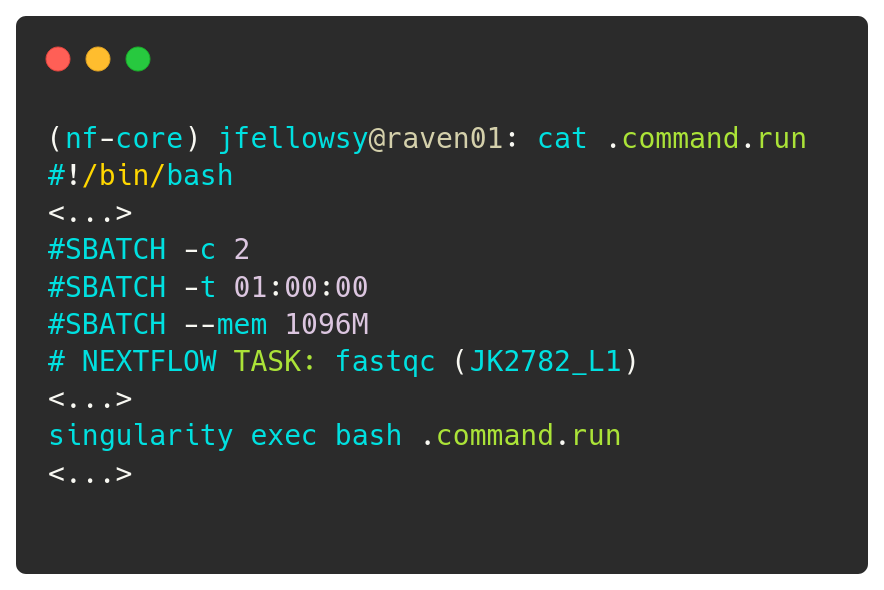 (nf-core) jfellowsy@raven01: cat .command.run
#!/bin/bash
<...>
#SBATCH -c 2
#SBATCH -t 01:00:00
#SBATCH --mem 1096M
# NEXTFLOW TASK: fastqc (JK2782_L1)
<...>
singularity exec bash .command.run
<...>